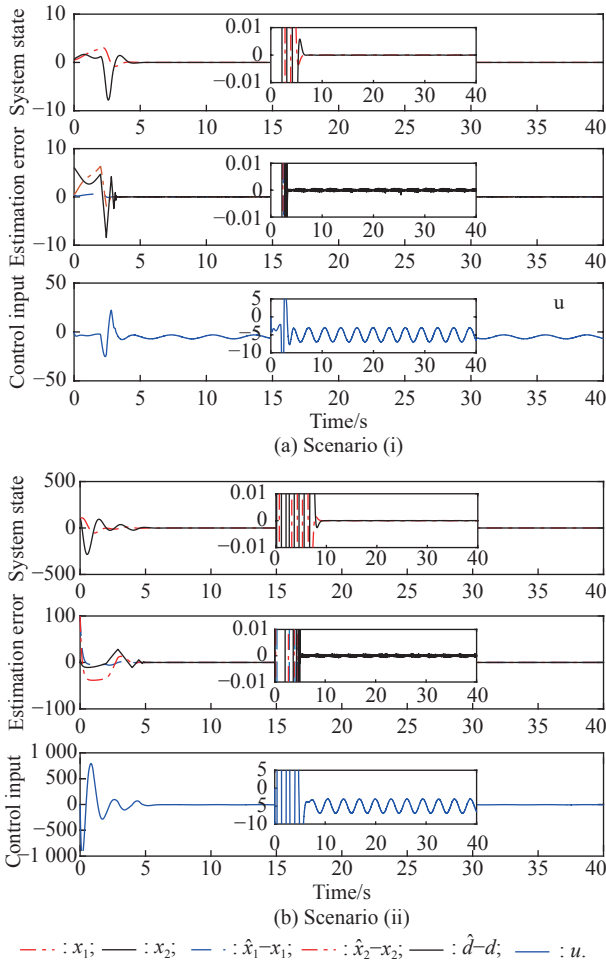 System state
10
0
−10
0 5 10 15 20 25 30 35 40
0.01
0
−0.01
0 10 20 30 40
Estimation error
10
0
−10
0 5 10 15 20 25 30 35 40
0.01
0
−0.01
0 10 20 30 40
Control input
50
0
−50
0 5 10 15 20 25 30 35 40
5
0
−5
−10
0 10 20 30 40
u
Time/s
(a) Scenario (i)
System state
500
0
−500
0 5 10 15 20 25 30 35 40
0.01
0
−0.01
0 10 20 30 40
Estimation error
100
0
−100
0 5 10 15 20 25 30 35 40
0.01
0
−0.01
0 10 20 30 40
Control input
1 000
500
0
−500
−1 000
0 5 10 15 20 25 30 35 40
5
0
−5
−10
0 10 20 30 40
Time/s
(b) Scenario (ii)
: x₁; : x₂; : x̂₁−x₁; : x̂₂−x₂; : d̂−d; : u.